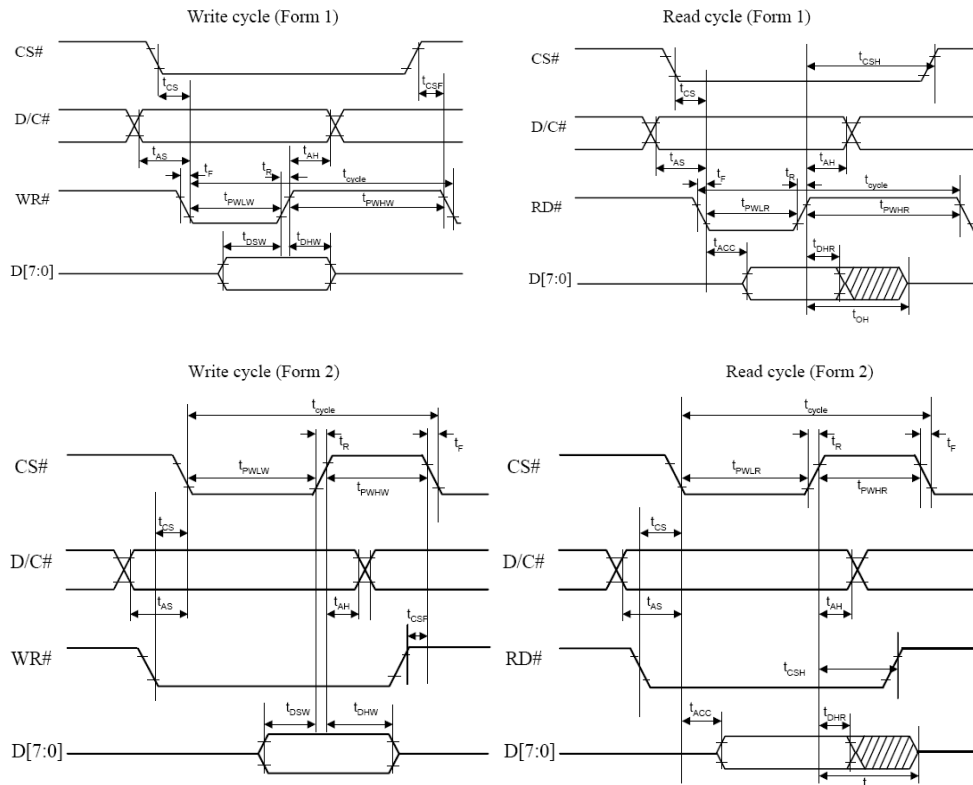 Write cycle (Form 1)
CS#
tCS
tCSF
D/C#
tAS
tF
tR
tAH
tcycle
WR#
tPWLW
tPWHW
tDSW
tDHW
D[7:0]
Read cycle (Form 1)
CS#
tCSH
tCS
D/C#
tAS
tF
tR
tAH
tcycle
RD#
tPWLR
tPWHR
tACC
tDHR
D[7:0]
tOH
Write cycle (Form 2)
tcycle
tR
tF
CS#
tPWLW
tPWHW
tCS
D/C#
tAS
tAH
tCSF
WR#
tDSW
tDHW
D[7:0]
Read cycle (Form 2)
tcycle
tR
tF
CS#
tPWLR
tPWHR
tCS
D/C#
tAS
tAH
RD#
tCSH
tACC
tDHR
D[7:0]
t